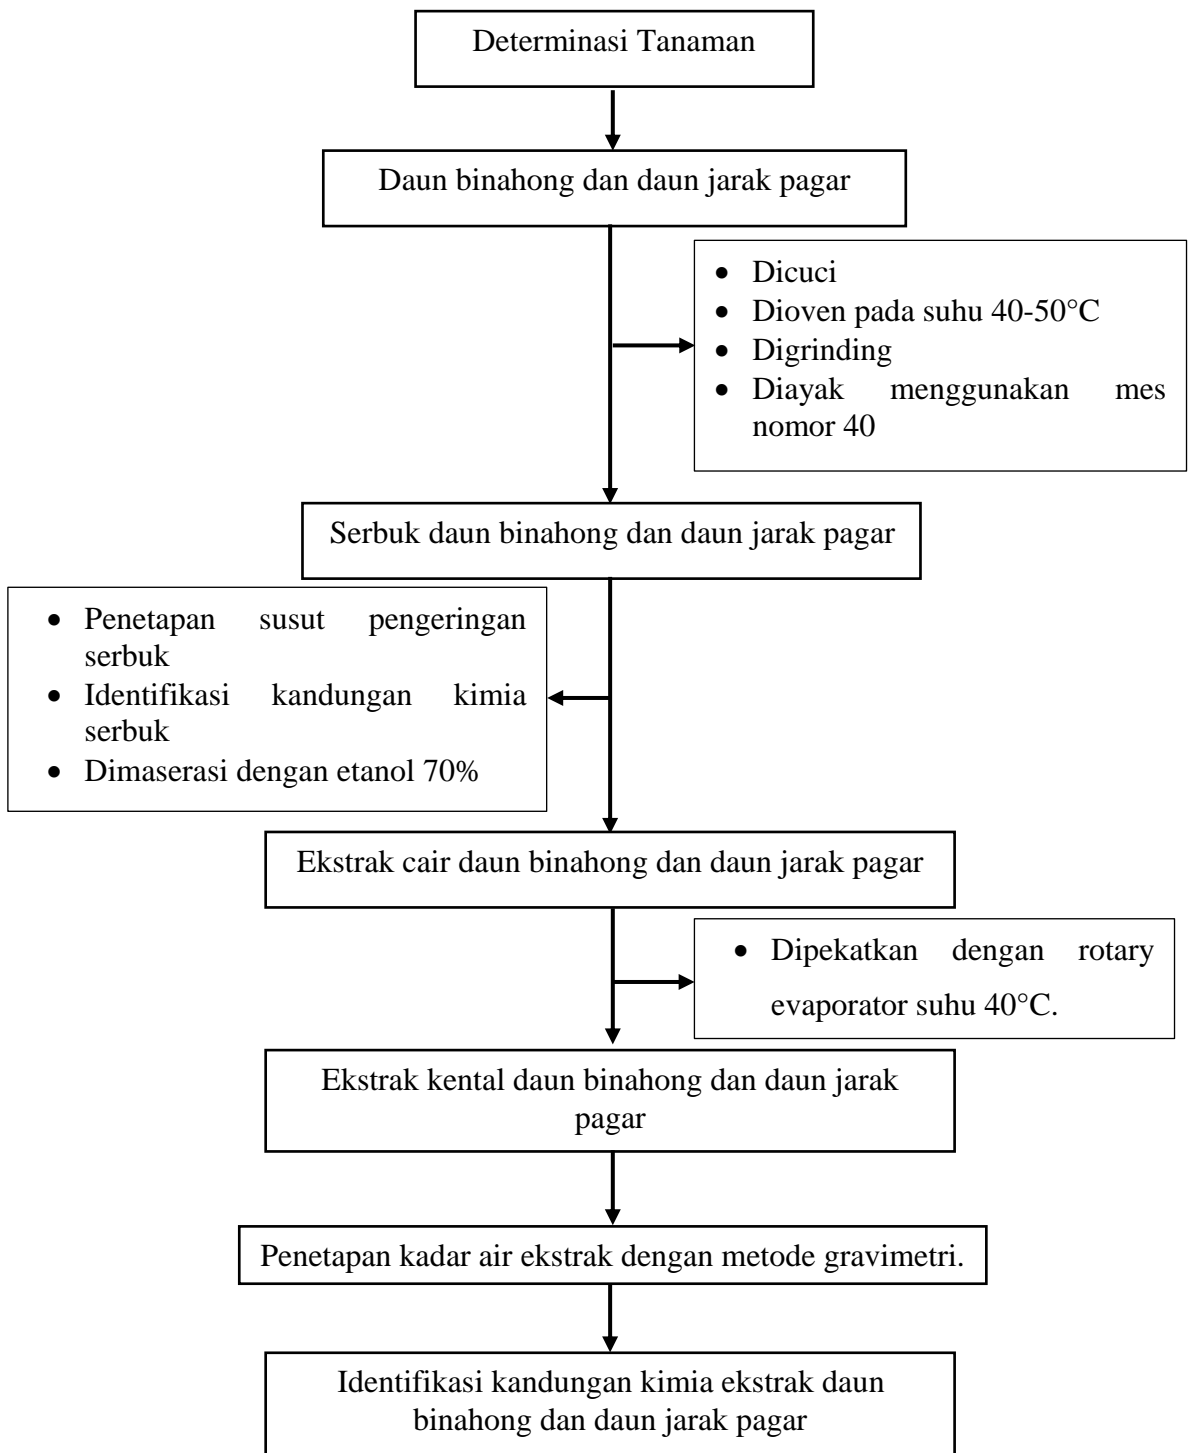 Determinasi Tanaman
Daun binahong dan daun jarak pagar
• Dicuci
• Dioven pada suhu 40-50°C
• Digrinding
• Diayak menggunakan mes
nomor 40
Serbuk daun binahong dan daun jarak pagar
• Penetapan susut pengeringan
serbuk
• Identifikasi kandungan kimia
serbuk
• Dimaserasi dengan etanol 70%
Ekstrak cair daun binahong dan daun jarak pagar
• Dipekatkan dengan rotary
evaporator suhu 40°C.
Ekstrak kental daun binahong dan daun jarak
pagar
Penetapan kadar air ekstrak dengan metode gravimetri.
Identifikasi kandungan kimia ekstrak daun
binahong dan daun jarak pagar